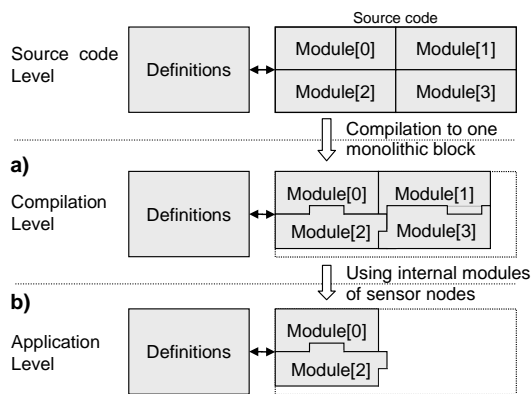 Source code
Source code
Level
Definitions
Module[0]
Module[1]
Module[2]
Module[3]
Compilation to one
monolithic block
a)
Compilation
Level
Definitions
Module[0]
Module[1]
Module[2]
Module[3]
Using internal modules
of sensor nodes
b)
Application
Level
Definitions
Module[0]
Module[2]